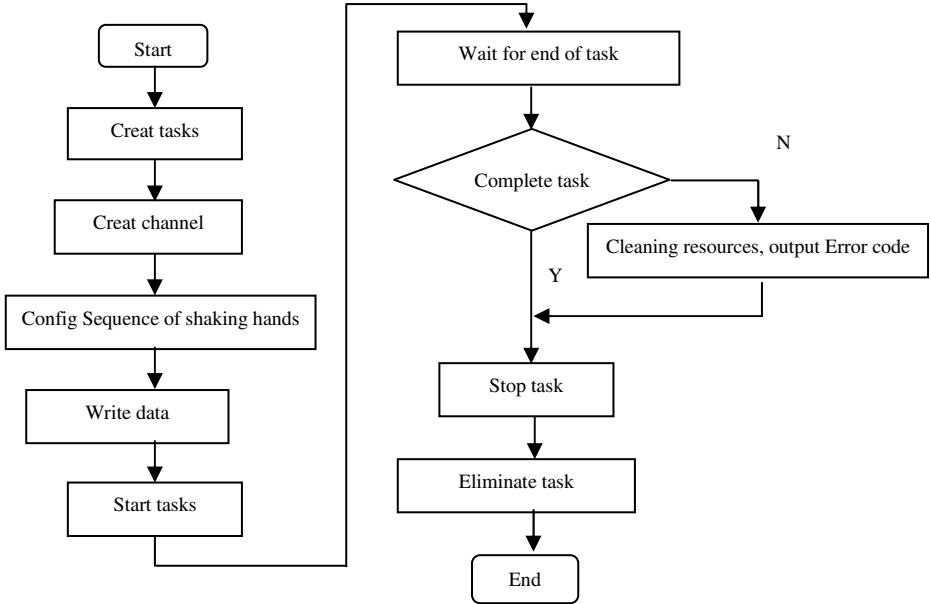 Start
Creat tasks
Creat channel
Config Sequence of shaking hands
Write data
Start tasks
Wait for end of task
Complete task
N
Cleaning resources, output Error code
Y
Stop task
Eliminate task
End